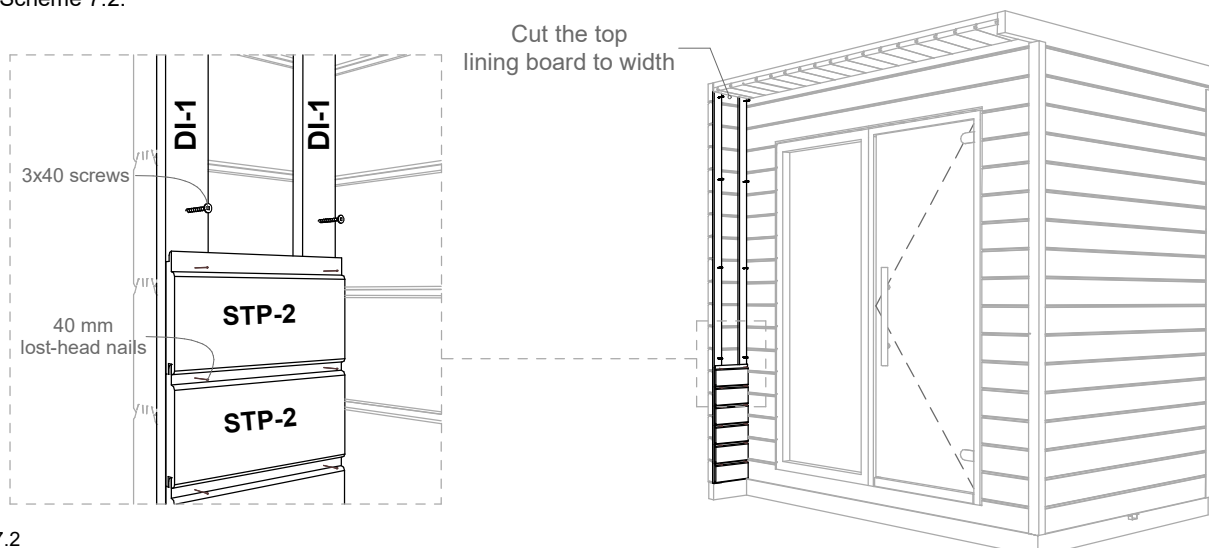 Scheme 7.2.
Cut the top
lining board to width
DI-1
DI-1
3x40 screws
STP-2
40 mm
lost-head nails
STP-2
7.2